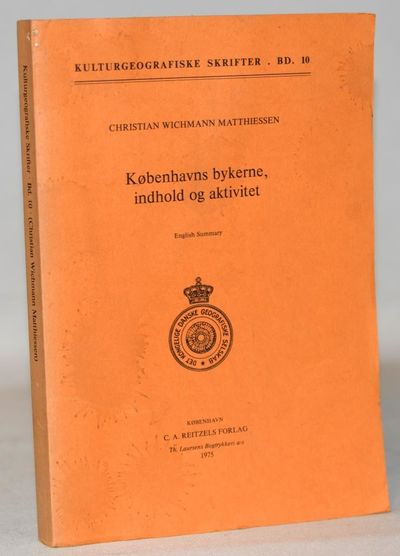 KULTURGEOGRAFISKE SKRIFTER . BD. 10
CHRISTIAN WICHMANN MATTHIESSEN
Københavns bykerne,
indhold og aktivitet
English Summary
DET KONGELIGE DANSKE GEOGRAFISKE SELSKAB
KØBENHAVN
C. A. REITZELS FORLAG
Th. Laursens Bogtrykkeri a·s
1975
Kulturgeografiske Skrifter · Bd. 10 · (Christian Wichmann Matthiessen)